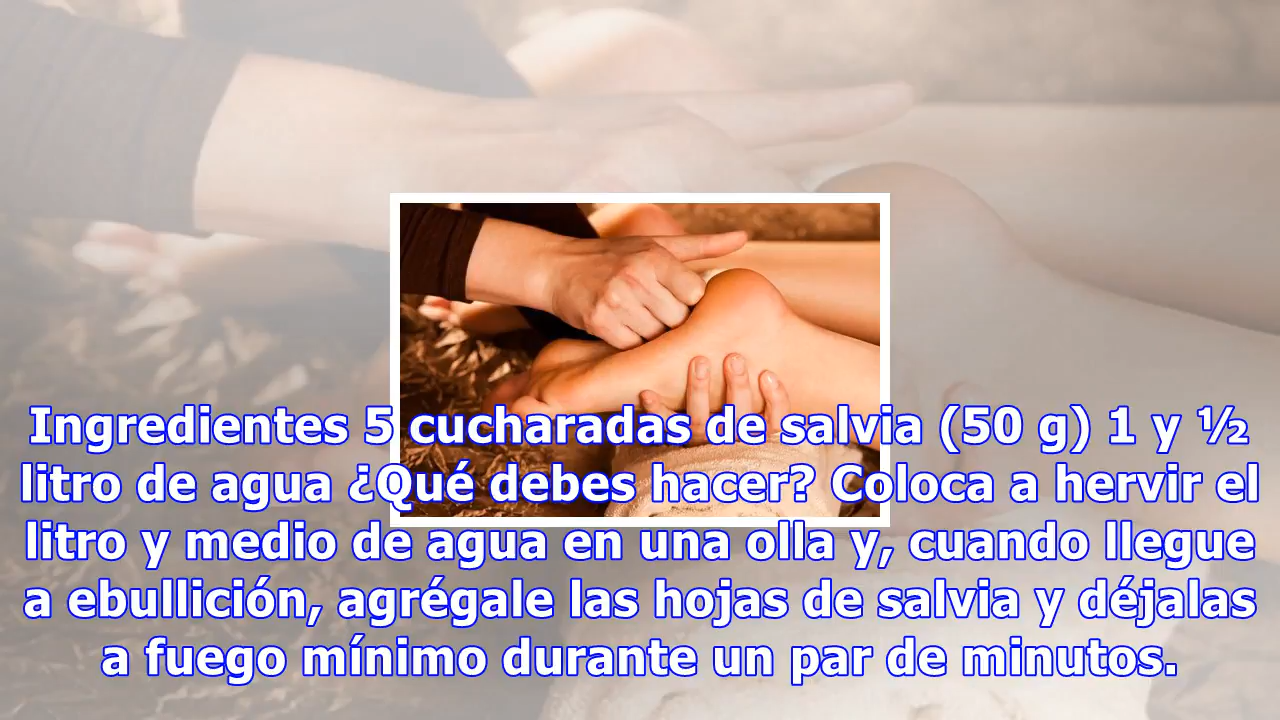 Ingredientes 5 cucharadas de salvia (50 g) 1 y ½
litro de agua ¿Qué debes hacer? Coloca a hervir el
litro y medio de agua en una olla y, cuando llegue
a ebullición, agrégale las hojas de salvia y déjalas
a fuego mínimo durante un par de minutos.